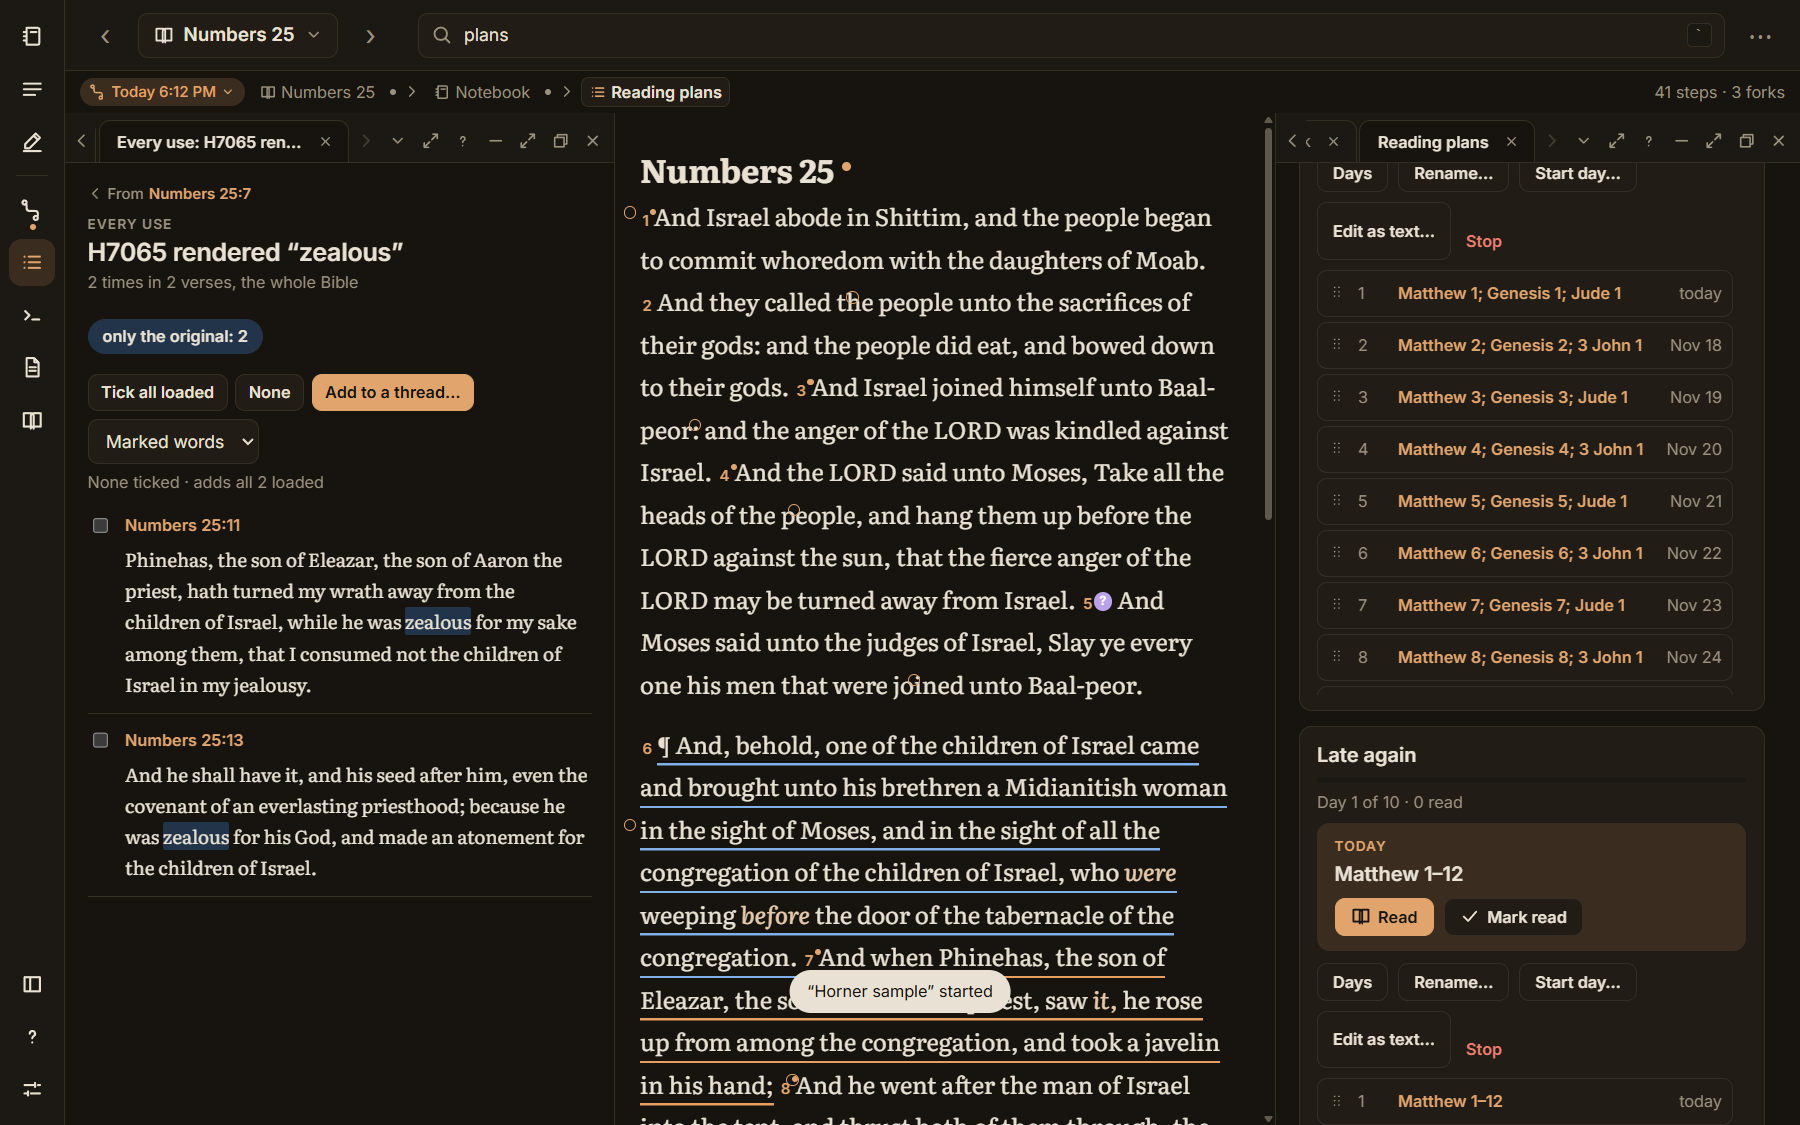 Numbers 25
plans
`
Today 6:12 PM
Numbers 25
Notebook
Reading plans
41 steps · 3 forks
Every use: H7065 ren...
?
From Numbers 25:7
EVERY USE
H7065 rendered “zealous”
2 times in 2 verses, the whole Bible
only the original: 2
Tick all loaded
None
Add to a thread...
Marked words
None ticked · adds all 2 loaded
Numbers 25:11
Phinehas, the son of Eleazar, the son of Aaron the
priest, hath turned my wrath away from the
children of Israel, while he was zealous for my sake
among them, that I consumed not the children of
Israel in my jealousy.
Numbers 25:13
And he shall have it, and his seed after him, even the
covenant of an everlasting priesthood; because he
was zealous for his God, and made an atonement for
the children of Israel.
?
Numbers 25
1 And Israel abode in Shittim, and the people began
to commit whoredom with the daughters of Moab.
2 And they called the people unto the sacrifices of
their gods: and the people did eat, and bowed down
to their gods. 3 And Israel joined himself unto Baal-
peor: and the anger of the LORD was kindled against
Israel. 4 And the LORD said unto Moses, Take all the
heads of the people, and hang them up before the
LORD against the sun, that the fierce anger of the
LORD may be turned away from Israel. 5 ? And
Moses said unto the judges of Israel, Slay ye every
one his men that were joined unto Baal-peor.
6 ¶ And, behold, one of the children of Israel came
and brought unto his brethren a Midianitish woman
in the sight of Moses, and in the sight of all the
congregation of the children of Israel, who were
weeping before the door of the tabernacle of the
congregation. 7 And when Phinehas, the son of
Eleazar, the
“Horner sample” started
saw it, he rose
up from among the congregation, and took a javelin
in his hand; 8 And he went after the man of Israel
Reading plans
?
Days
Rename...
Start day...
Edit as text...
Stop
1 Matthew 1; Genesis 1; Jude 1 today
2 Matthew 2; Genesis 2; 3 John 1 Nov 18
3 Matthew 3; Genesis 3; Jude 1 Nov 19
4 Matthew 4; Genesis 4; 3 John 1 Nov 20
5 Matthew 5; Genesis 5; Jude 1 Nov 21
6 Matthew 6; Genesis 6; 3 John 1 Nov 22
7 Matthew 7; Genesis 7; Jude 1 Nov 23
8 Matthew 8; Genesis 8; 3 John 1 Nov 24
Late again
Day 1 of 10 · 0 read
TODAY
Matthew 1–12
Read
Mark read
Days
Rename...
Start day...
Edit as text...
Stop
1 Matthew 1–12 today